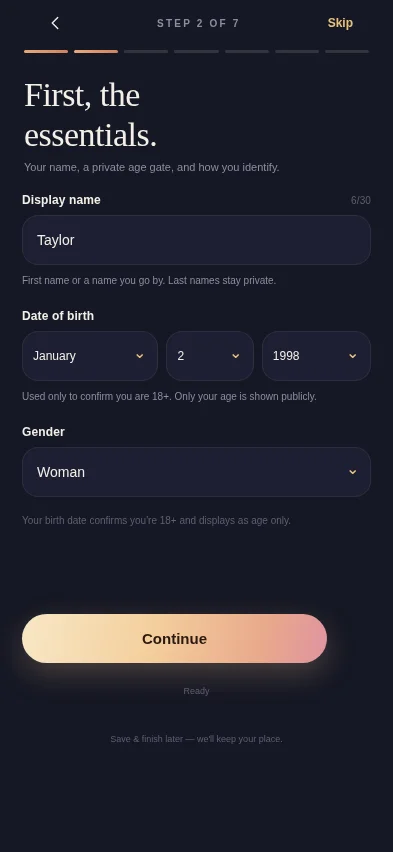 STEP 2 OF 7
Skip
First, the
essentials.
Your name, a private age gate, and how you identify.
Display name
6/30
Taylor
First name or a name you go by. Last names stay private.
Date of birth
January
2
1998
Used only to confirm you are 18+. Only your age is shown publicly.
Gender
Woman
Your birth date confirms you're 18+ and displays as age only.
Continue
Ready
Save & finish later — we'll keep your place.